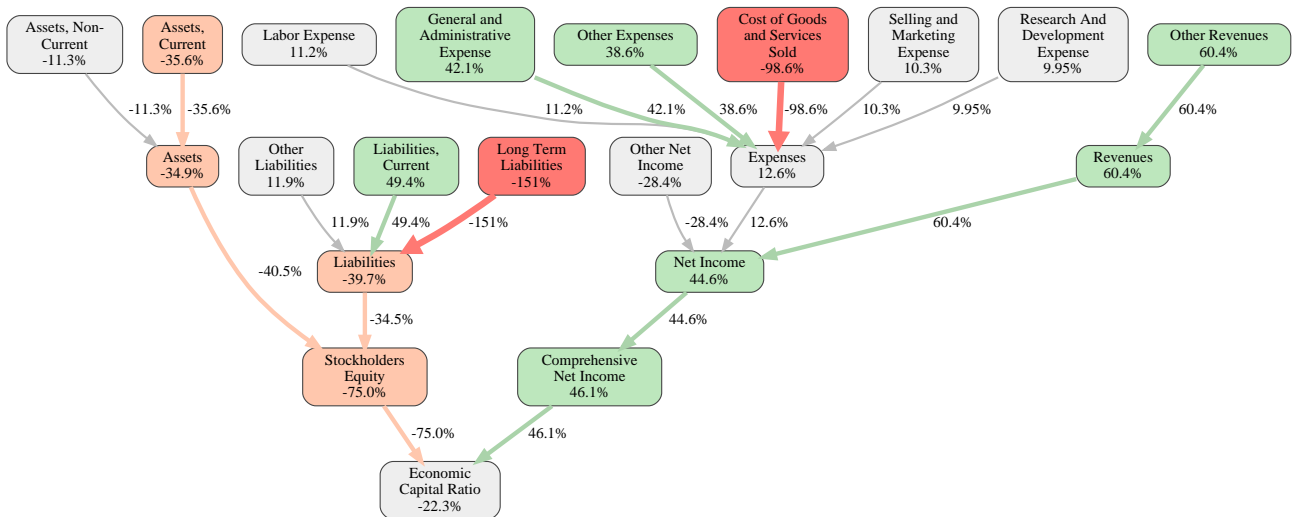 Assets, Non-
Current
-11.3%
Assets,
Current
-35.6%
Labor Expense
11.2%
General and
Administrative
Expense
42.1%
Other Expenses
38.6%
Cost of Goods
and Services
Sold
-98.6%
Selling and
Marketing
Expense
10.3%
Research And
Development
Expense
9.95%
Other Revenues
60.4%
-11.3%
-35.6%
11.2%
42.1%
38.6%
-98.6%
10.3%
9.95%
60.4%
Assets
-34.9%
Other
Liabilities
11.9%
Liabilities,
Current
49.4%
Long Term
Liabilities
-151%
Other Net
Income
-28.4%
Expenses
12.6%
Revenues
60.4%
11.9%
49.4%
-151%
-28.4%
12.6%
60.4%
-40.5%
Liabilities
-39.7%
Net Income
44.6%
-34.5%
44.6%
Stockholders
Equity
-75.0%
Comprehensive
Net Income
46.1%
-75.0%
46.1%
Economic
Capital Ratio
-22.3%